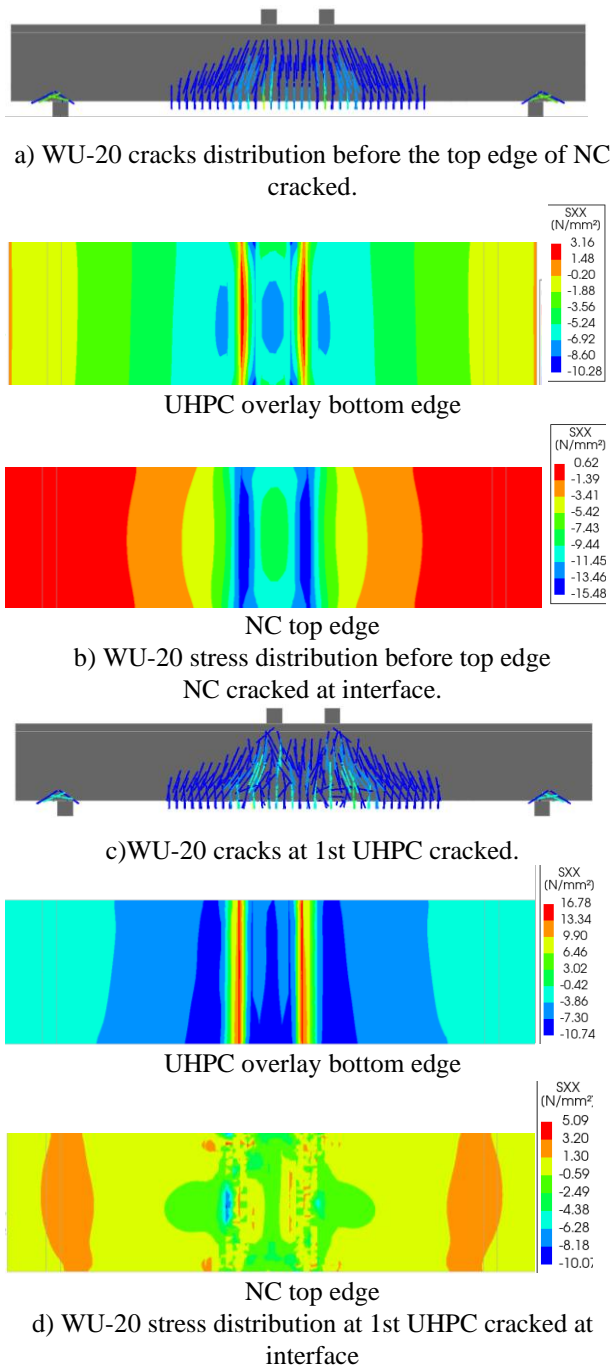 a) WU-20 cracks distribution before the top edge of NC
cracked.
SXX
(N/mm²)
3.16
1.48
-0.20
-1.88
-3.56
-5.24
-6.92
-8.60
-10.28
UHPC overlay bottom edge
SXX
(N/mm²)
0.62
-1.39
-3.41
-5.42
-7.43
-9.44
-11.45
-13.46
-15.48
NC top edge
b) WU-20 stress distribution before top edge
NC cracked at interface.
c)WU-20 cracks at 1st UHPC cracked.
SXX
(N/mm²)
16.78
13.34
9.90
6.46
3.02
-0.42
-3.86
-7.30
-10.74
UHPC overlay bottom edge
SXX
(N/mm²)
5.09
3.20
1.30
-0.59
-2.49
-4.38
-6.28
-8.18
-10.07
NC top edge
d) WU-20 stress distribution at 1st UHPC cracked at
interface